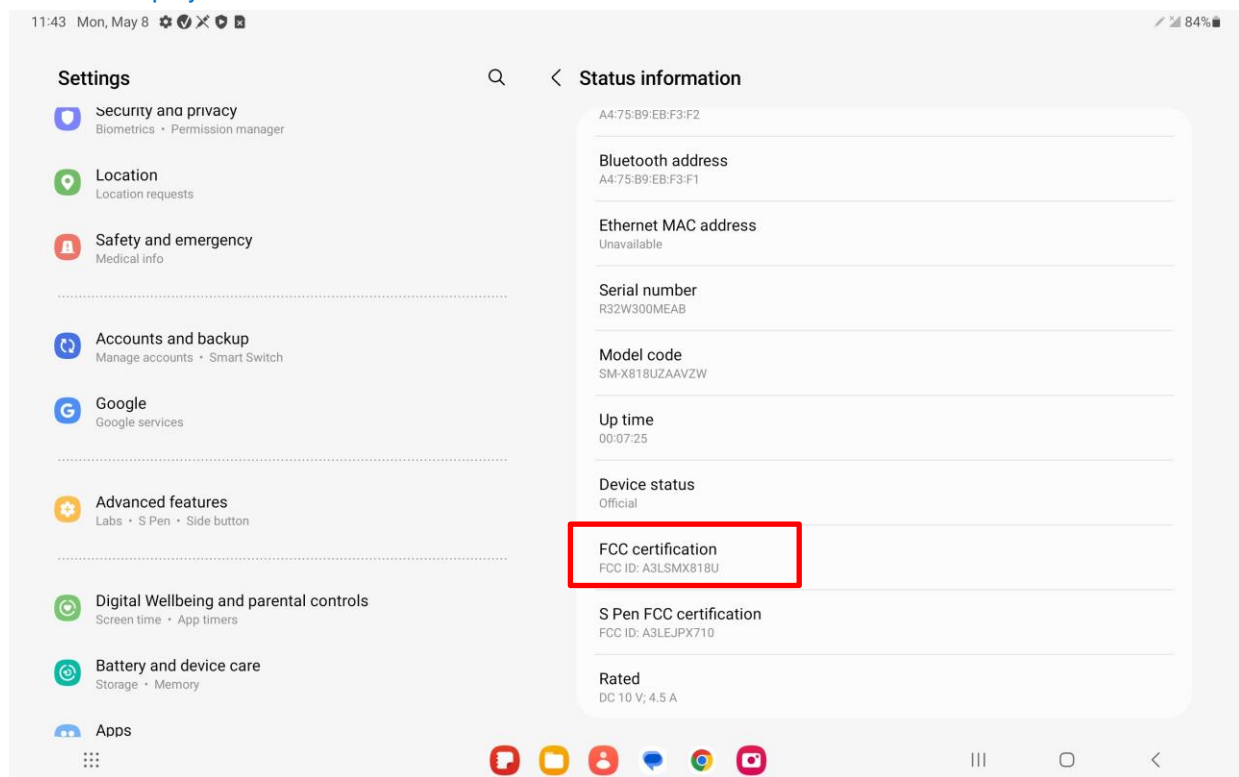 11:43 Mon, May 8
84%
Settings
Security and privacy
Biometrics • Permission manager
Location
Location requests
Safety and emergency
Medical info
Accounts and backup
Manage accounts • Smart Switch
Google
Google services
Advanced features
Labs • S Pen • Side button
Digital Wellbeing and parental controls
Screen time • App timers
Battery and device care
Storage • Memory
Apps
Status information
A4:75:B9:EB:F3:F2
Bluetooth address
A4:75:B9:EB:F3:F1
Ethernet MAC address
Unavailable
Serial number
R32W300MEAB
Model code
SM-X818UZAAVZW
Up time
00:07:25
Device status
Official
FCC certification
FCC ID: A3LSMX818U
S Pen FCC certification
FCC ID: A3LEJPX710
Rated
DC 10 V; 4.5 A